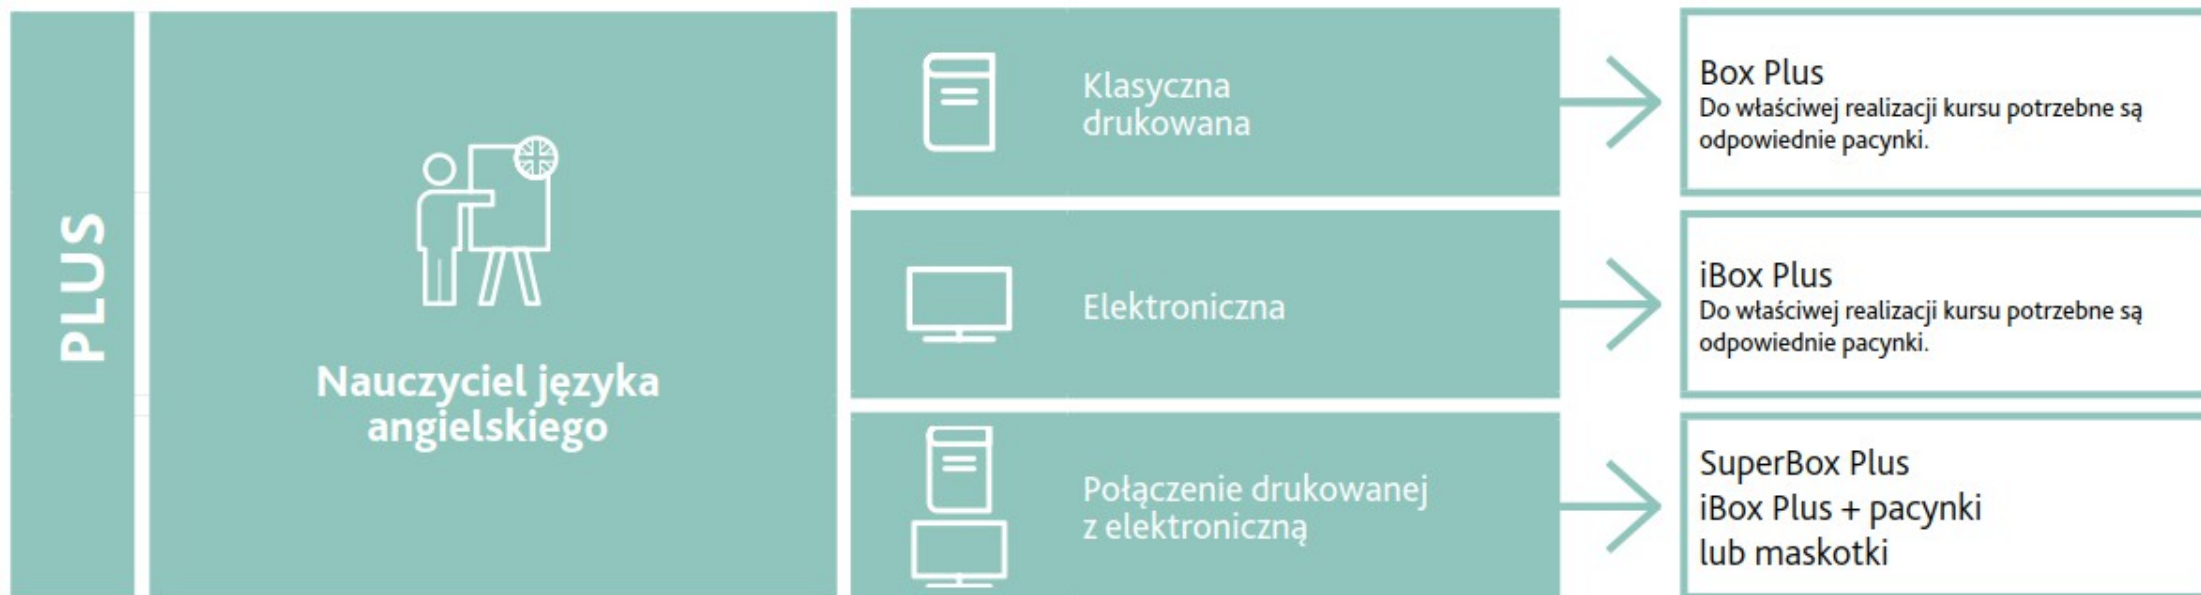 PLUS
Nauczyciel języka
angielskiego
Klasyczna
drukowana
Box Plus
Do właściwej realizacji kursu potrzebne są
odpowiednie pacynki.
Elektroniczna
iBox Plus
Do właściwej realizacji kursu potrzebne są
odpowiednie pacynki.
Połączenie drukowanej
z elektroniczną
SuperBox Plus
iBox Plus + pacynki
lub maskotki